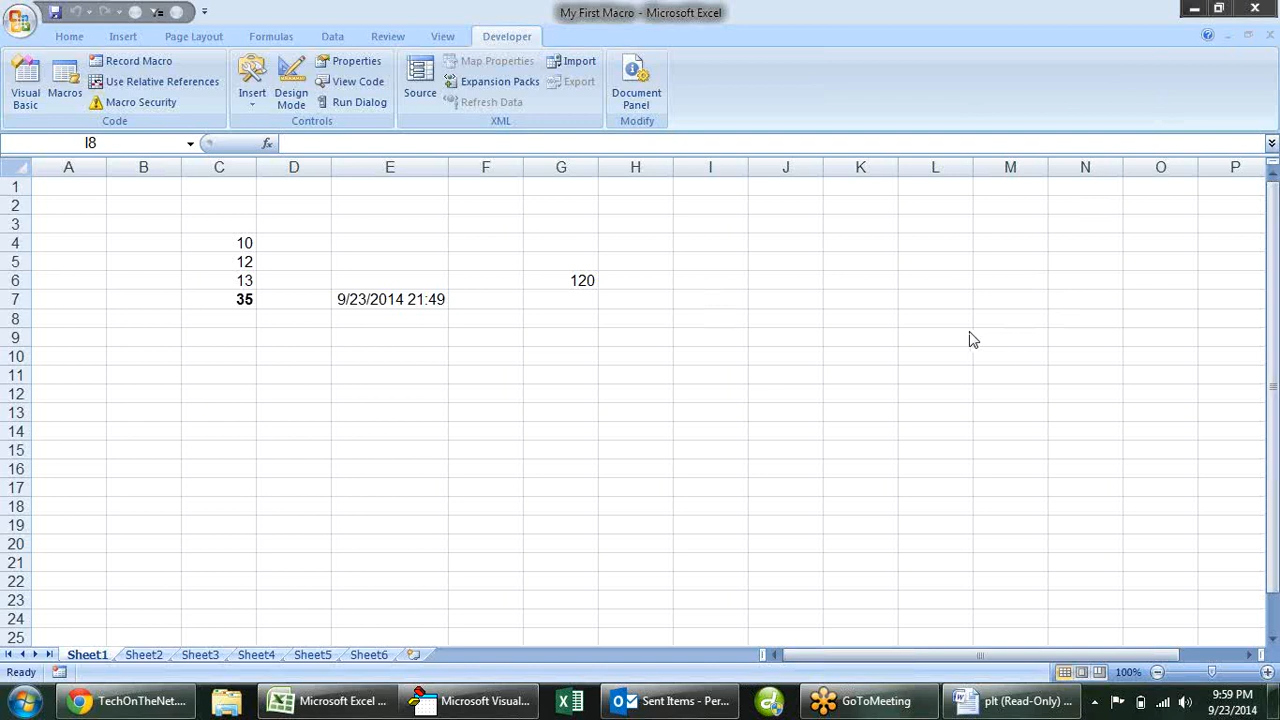 My First Macro - Microsoft Excel
Home Insert Page Layout Formulas Data Review View Developer
Visual Basic
Macros
Record Macro
Use Relative References
Macro Security
Code
Insert
Design Mode
Properties
View Code
Run Dialog
Controls
Source
Map Properties
Expansion Packs
Refresh Data
Import
Export
XML
Document Panel
Modify
I8 fx
A B C D E F G H I J K L M N O P
1
2
3
4 10
5 12
6 13 120
7 35 9/23/2014 21:49
8
9
10
11
12
13
14
15
16
17
18
19
20
21
22
23
24
25
Sheet1 Sheet2 Sheet3 Sheet4 Sheet5 Sheet6
Ready 100%
TechOnTheNet.... Microsoft Excel ... Microsoft Visual... Sent Items - Per... GoToMeeting plt (Read-Only) ... 9:59 PM
9/23/2014